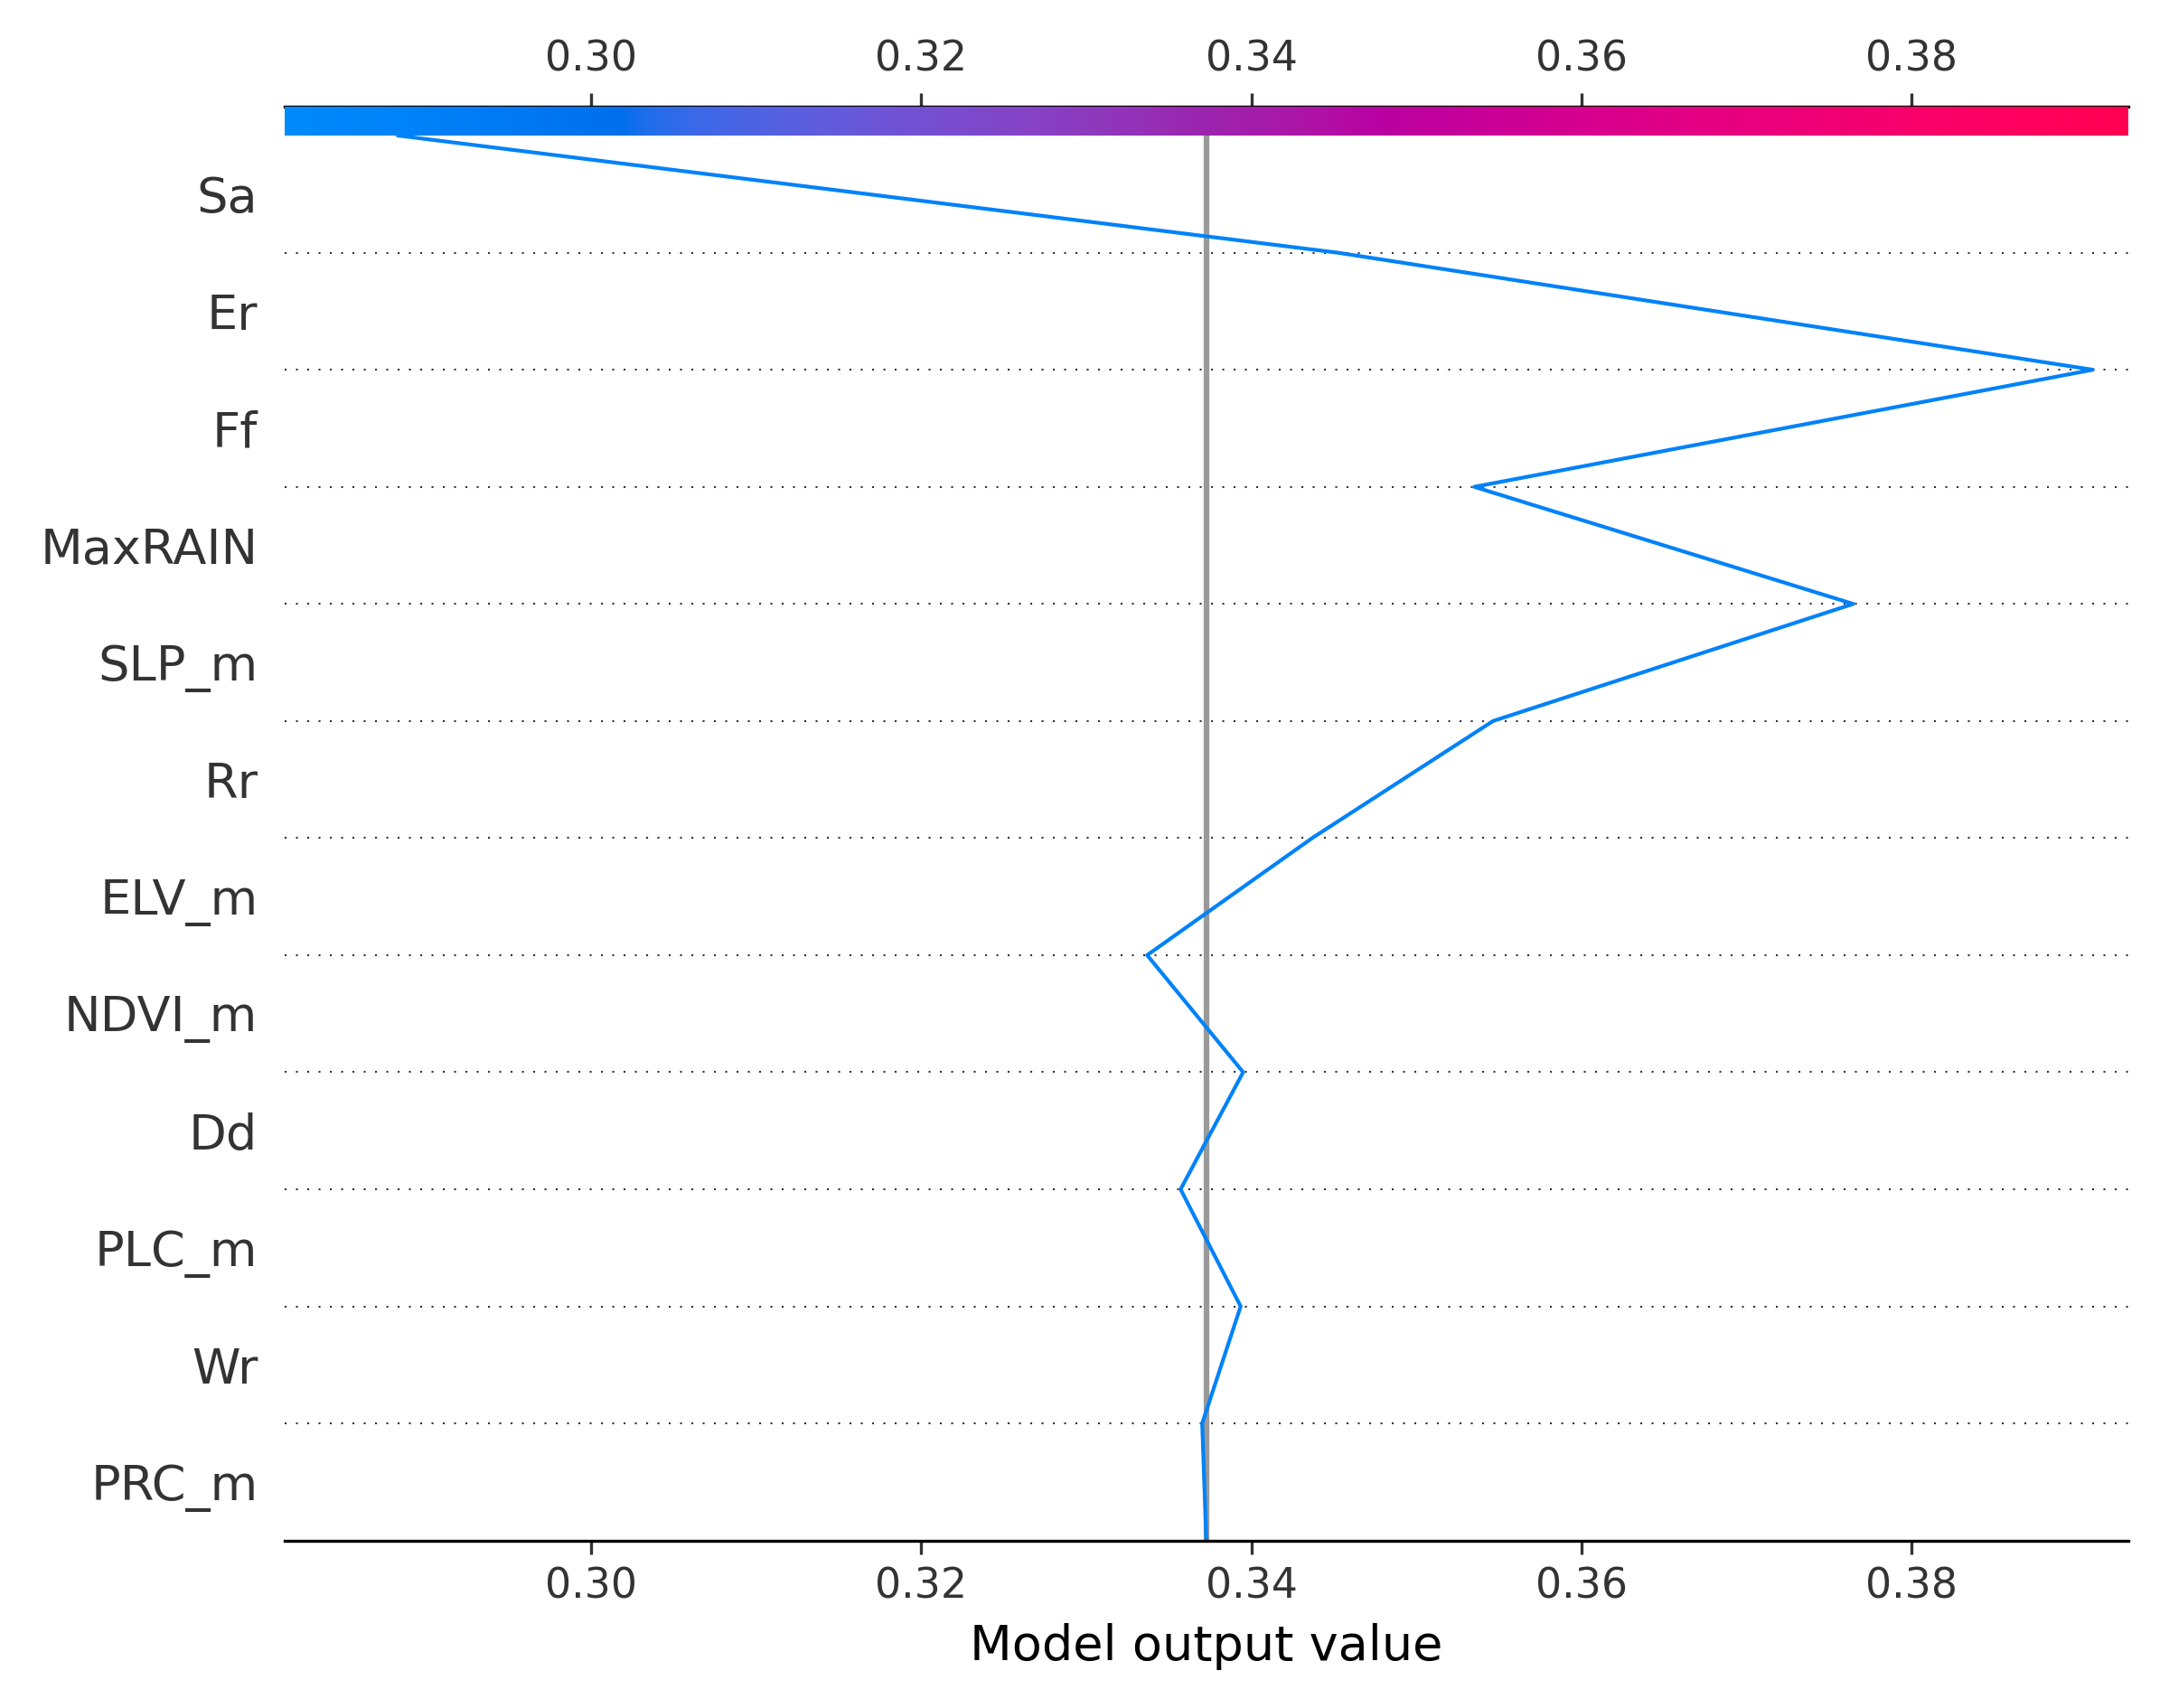 0.30 0.32 0.34 0.36 0.38
Sa
Er
Ff
MaxRAIN
SLP_m
Rr
ELV_m
NDVI_m
Dd
PLC_m
Wr
PRC_m
0.30 0.32 0.34 0.36 0.38
Model output value